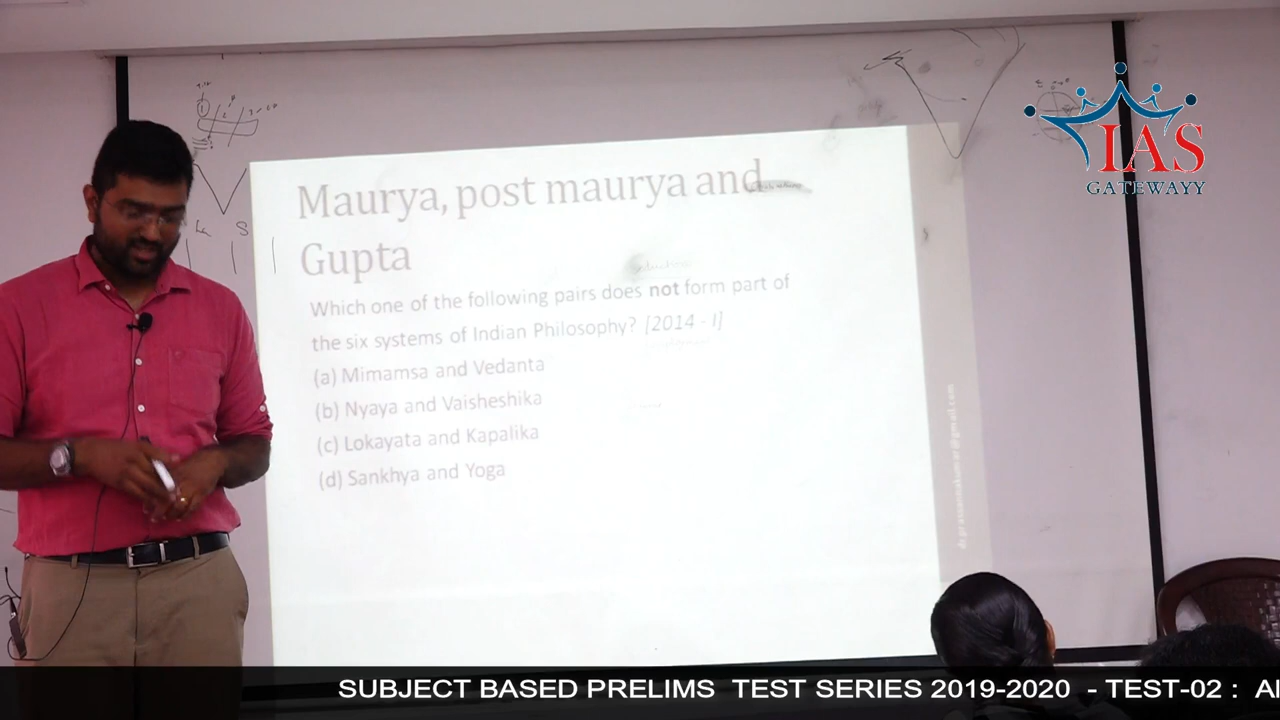 IAS
GATEWAYY
Maurya, post maurya and
Gupta
Which one of the following pairs does not form part of
the six systems of Indian Philosophy? [2014 - I]
(a) Mimamsa and Vedanta
(b) Nyaya and Vaisheshika
(c) Lokayata and Kapalika
(d) Sankhya and Yoga
SUBJECT BASED PRELIMS TEST SERIES 2019-2020 - TEST-02 :